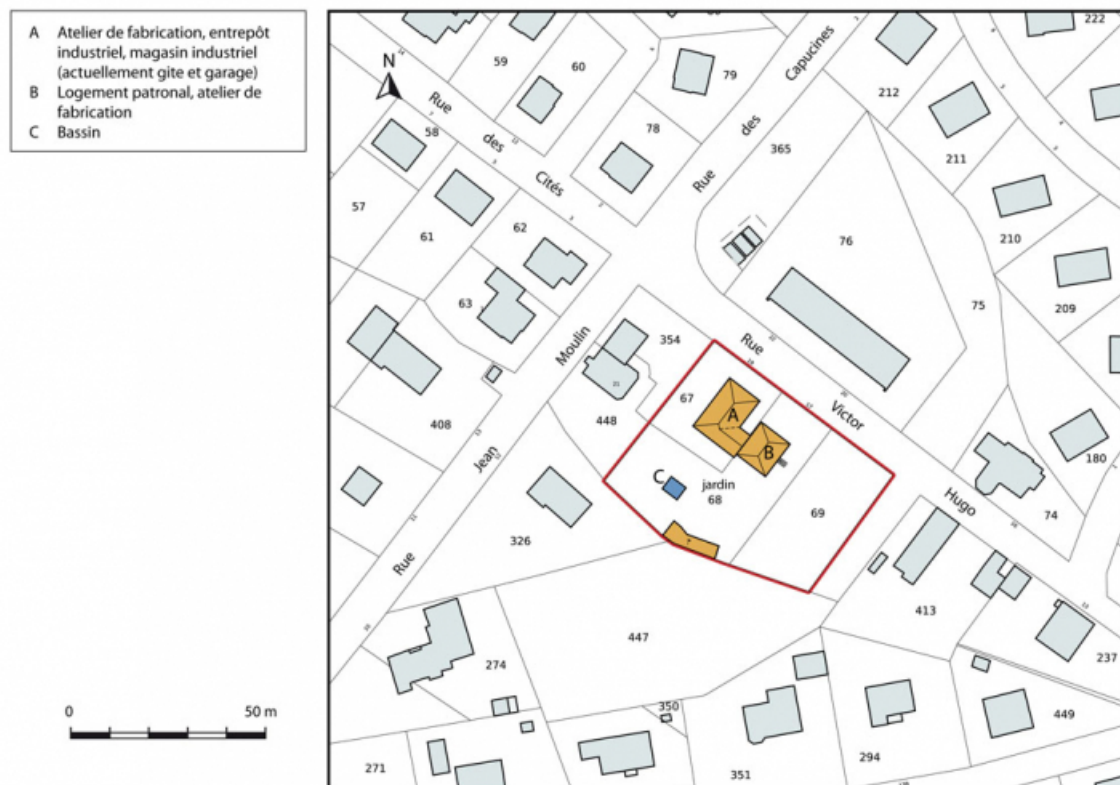 A Atelier de fabrication, entrepôt
industriel, magasin industriel
(actuellement gite et garage)
B Logement patronal, atelier de
fabrication
C Bassin
N
0 50 m
222
59
60
79
Rue des Capucines
212
58
Rue des Cités
78
365
211
57
61
62
76
210
63
75
209
354
Rue Victor Hugo
Rue Jean Moulin
67
A
B
408
448
C
jardin
68
69
180
74
326
413
447
274
237
350
449
271
351
294